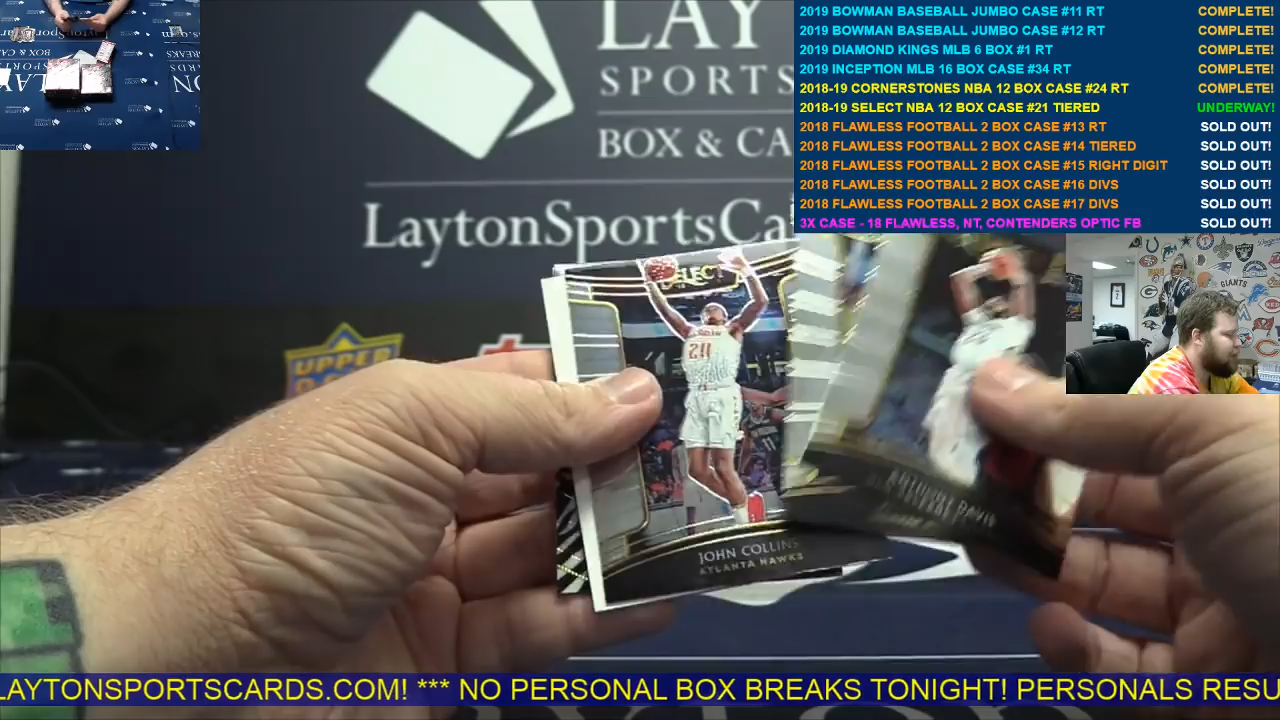 LAY
SPORTS
BOX & CA
LaytonSportsCa
UPPER
2019 BOWMAN BASEBALL JUMBO CASE #11 RT COMPLETE!
2019 BOWMAN BASEBALL JUMBO CASE #12 RT COMPLETE!
2019 DIAMOND KINGS MLB 6 BOX #1 RT COMPLETE!
2019 INCEPTION MLB 16 BOX CASE #34 RT COMPLETE!
2018-19 CORNERSTONES NBA 12 BOX CASE #24 RT COMPLETE!
2018-19 SELECT NBA 12 BOX CASE #21 TIERED UNDERWAY!
2018 FLAWLESS FOOTBALL 2 BOX CASE #13 RT SOLD OUT!
2018 FLAWLESS FOOTBALL 2 BOX CASE #14 TIERED SOLD OUT!
2018 FLAWLESS FOOTBALL 2 BOX CASE #15 RIGHT DIGIT SOLD OUT!
2018 FLAWLESS FOOTBALL 2 BOX CASE #16 DIVS SOLD OUT!
2018 FLAWLESS FOOTBALL 2 BOX CASE #17 DIVS SOLD OUT!
3X CASE - 18 FLAWLESS, NT, CONTENDERS OPTIC FB SOLD OUT!
GIANTS
SELECT
20
JOHN COLLINS
ATLANTA HAWKS
ANTHONY DAVIS
LAYTONSPORTSCARDS.COM! *** NO PERSONAL BOX BREAKS TONIGHT! PERSONALS RESU